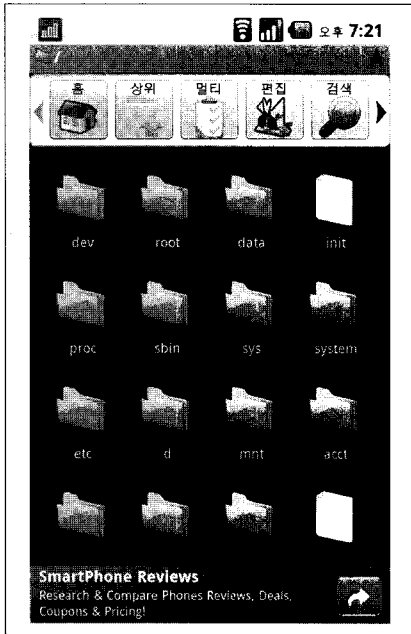 오후 7:21
/
홈 상위 멀티 편집 검색
dev root data init
proc sbin sys system
etc d mnt acct
SmartPhone Reviews
Research & Compare Phones Reviews, Deals,
Coupons & Pricing!